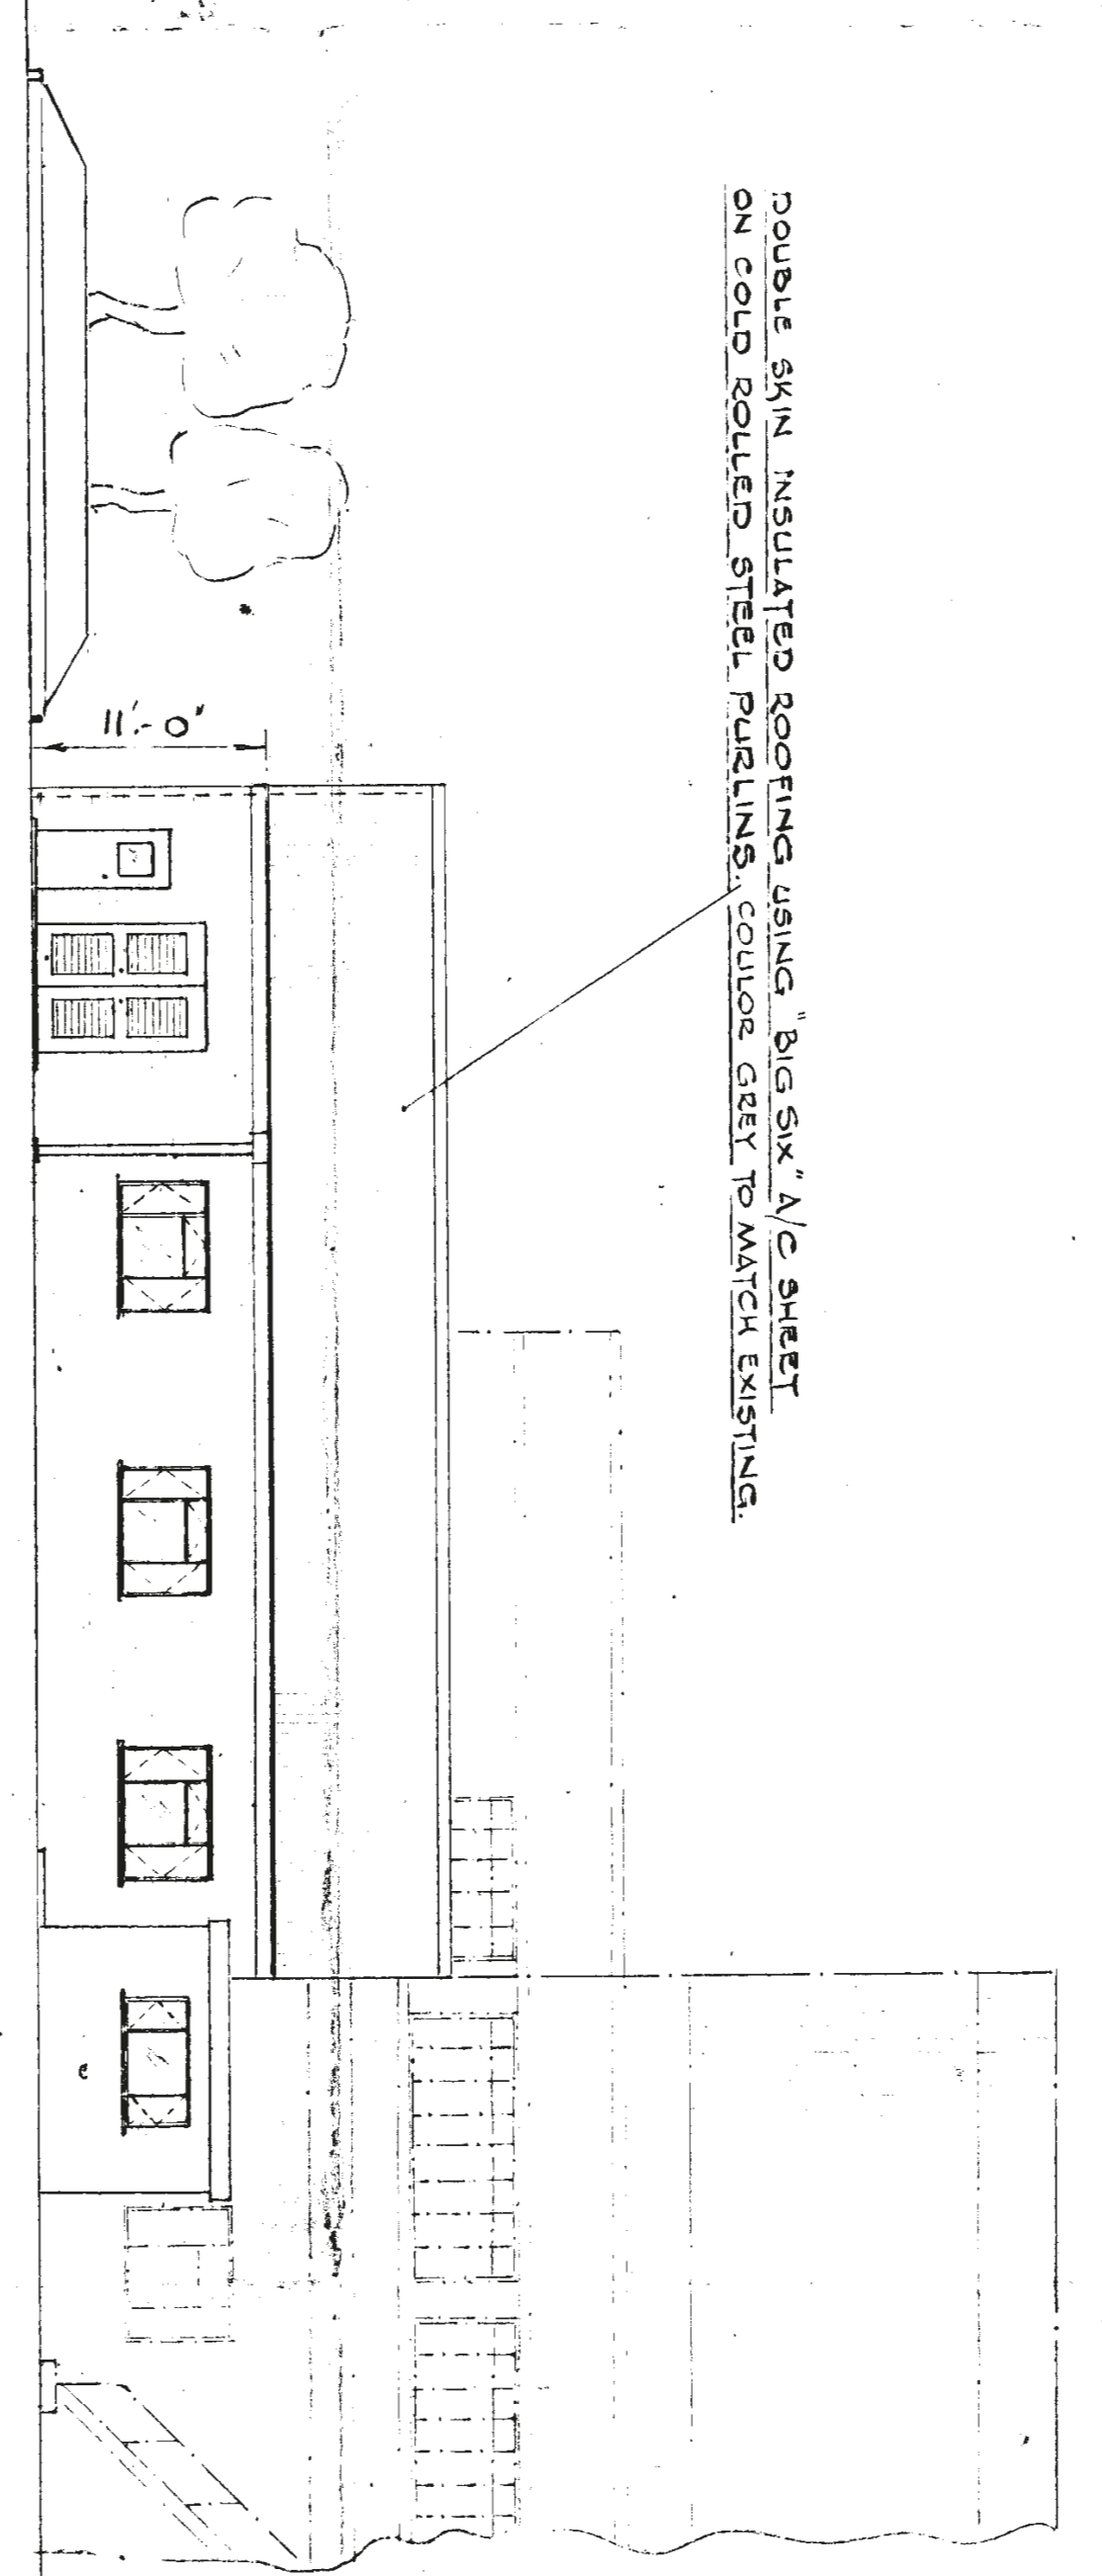 DOUBLE SKIN INSULATED ROOFING USING "BIG SIX" A/C SHEET
ON COLD ROLLED STEEL PURLINS. COULOR GREY TO MATCH EXISTING.
11'-0"